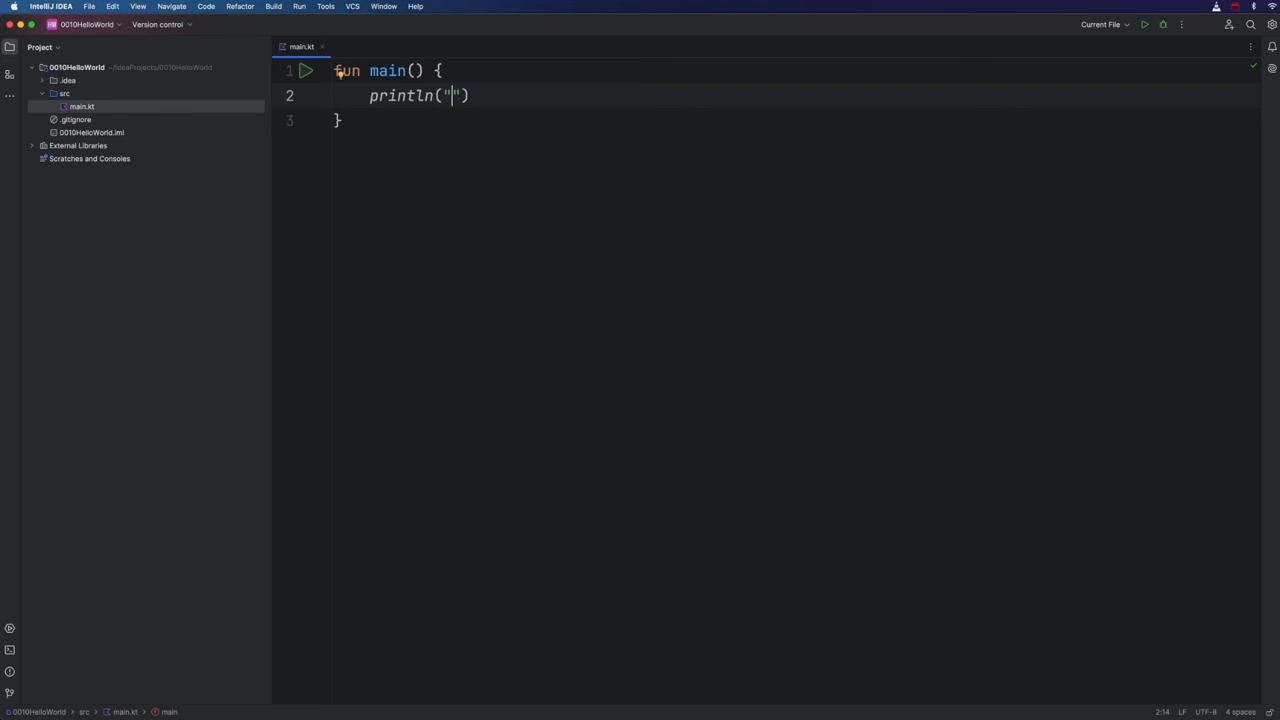 IntelliJ IDEA File Edit View Navigate Code Refactor Build Run Tools VCS Window Help
HW 0010HelloWorld Version control Current File
Project
main.kt
0010HelloWorld ~/IdeaProjects/0010HelloWorld
.idea
src
main.kt
.gitignore
0010HelloWorld.iml
External Libraries
Scratches and Consoles
1 fun main() {
2 println("")
3 }
0010HelloWorld > src > main.kt > main
2:14 LF UTF-8 4 spaces